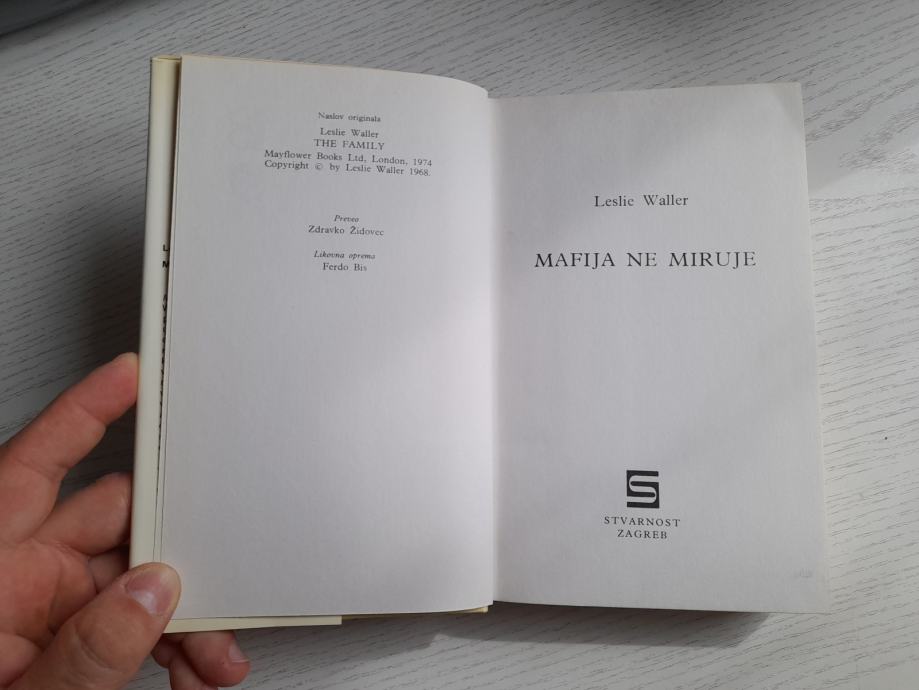 Naslov originala
Leslie Waller
THE FAMILY
Mayflower Books Ltd, London, 1974
Copyright © by Leslie Waller 1968.
Preveo
Zdravko Židovec
Likovna oprema
Ferdo Bis
Leslie Waller
MAFIJA NE MIRUJE
S
STVARNOST
ZAGREB